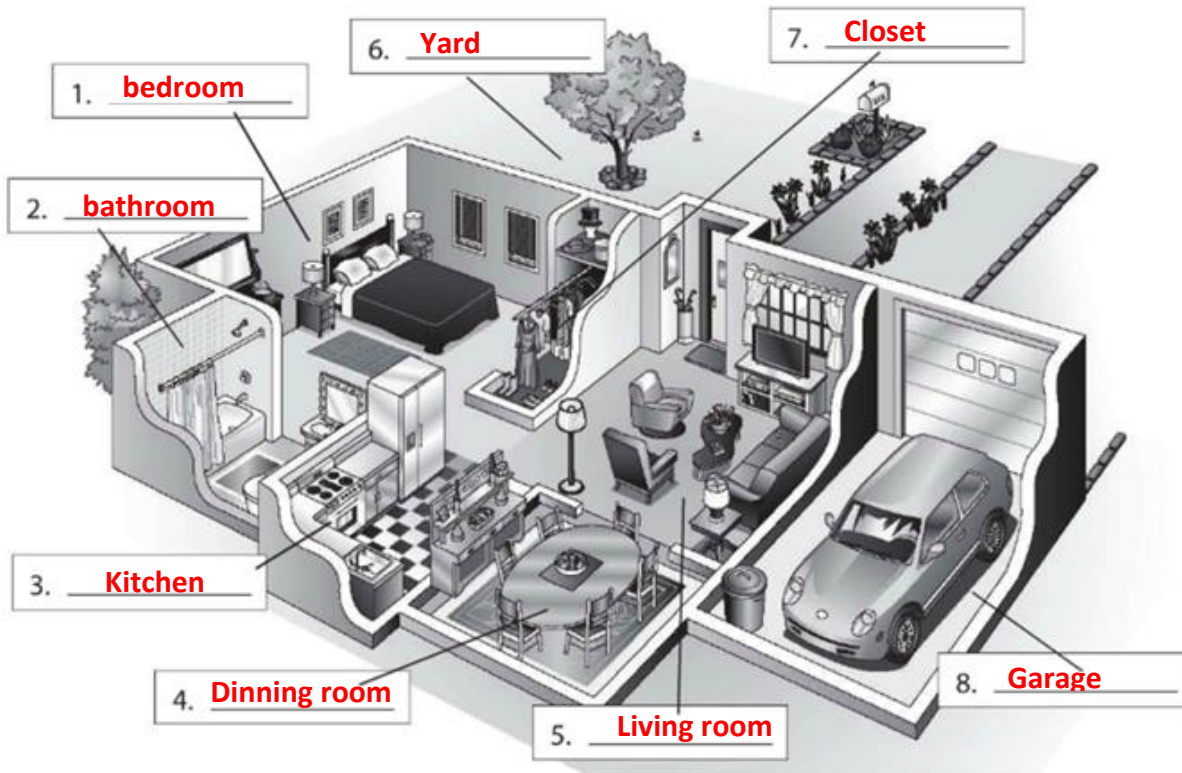 6. Yard
7. Closet
1. bedroom
2. bathroom
3. Kitchen
4. Dinning room
5. Living room
8. Garage